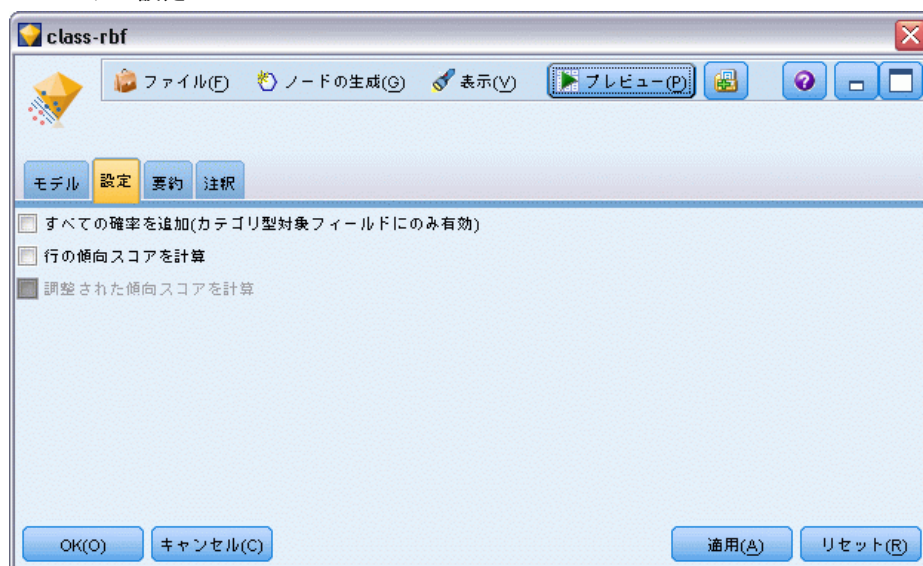 class-rbf
ファイル(F) ノードの生成(G) 表示(V) プレビュー(P)
モデル 設定 要約 注釈
すべての確率を追加(カテゴリ型対象フィールドにのみ有効)
行の傾向スコアを計算
調整された傾向スコアを計算
OK(O) キャンセル(C) 適用(A) リセット(R)